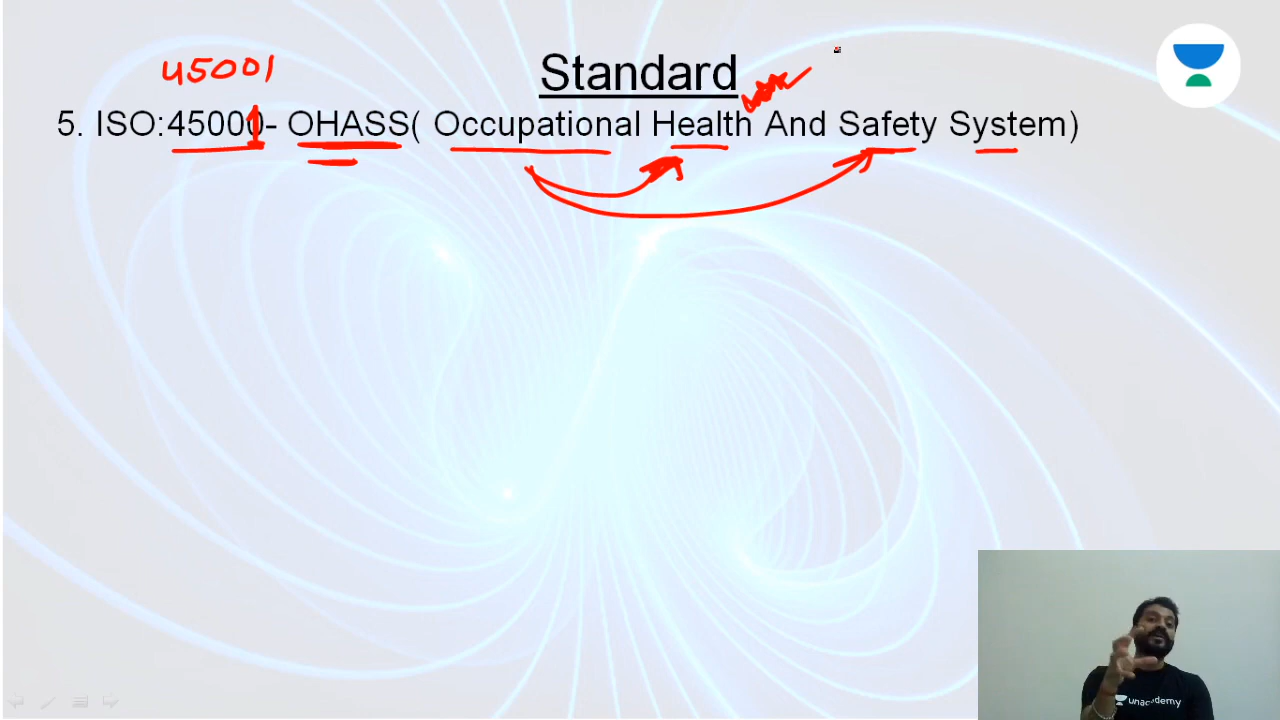 45001
Standard
5. ISO:45000- OHASS( Occupational Health And Safety System)
unacademy